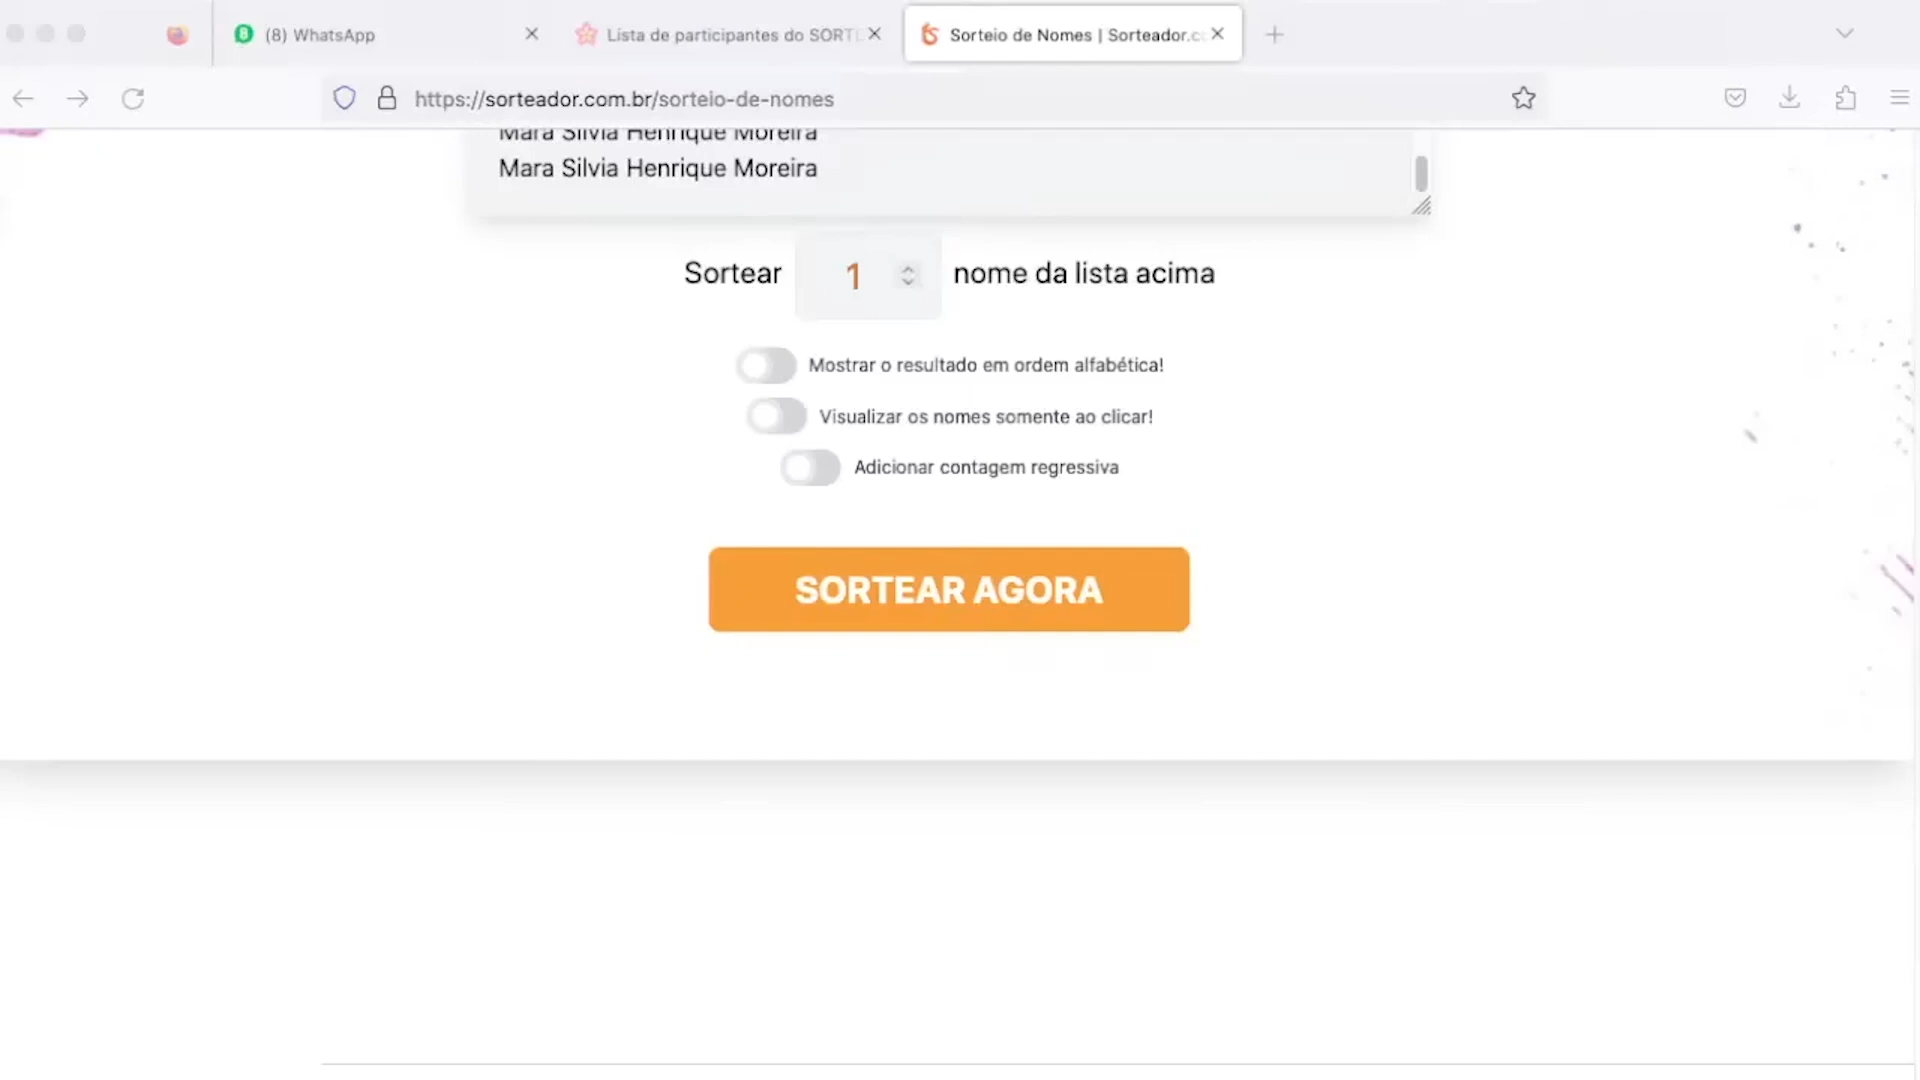 (8) WhatsApp
Lista de participantes do SORT
Sorteio de Nomes | Sorteador.c
https://sorteador.com.br/sorteio-de-nomes
Mara Silvia Henrique Moreira
Mara Silvia Henrique Moreira
Sortear 1 nome da lista acima
Mostrar o resultado em ordem alfabética!
Visualizar os nomes somente ao clicar!
Adicionar contagem regressiva
SORTEAR AGORA